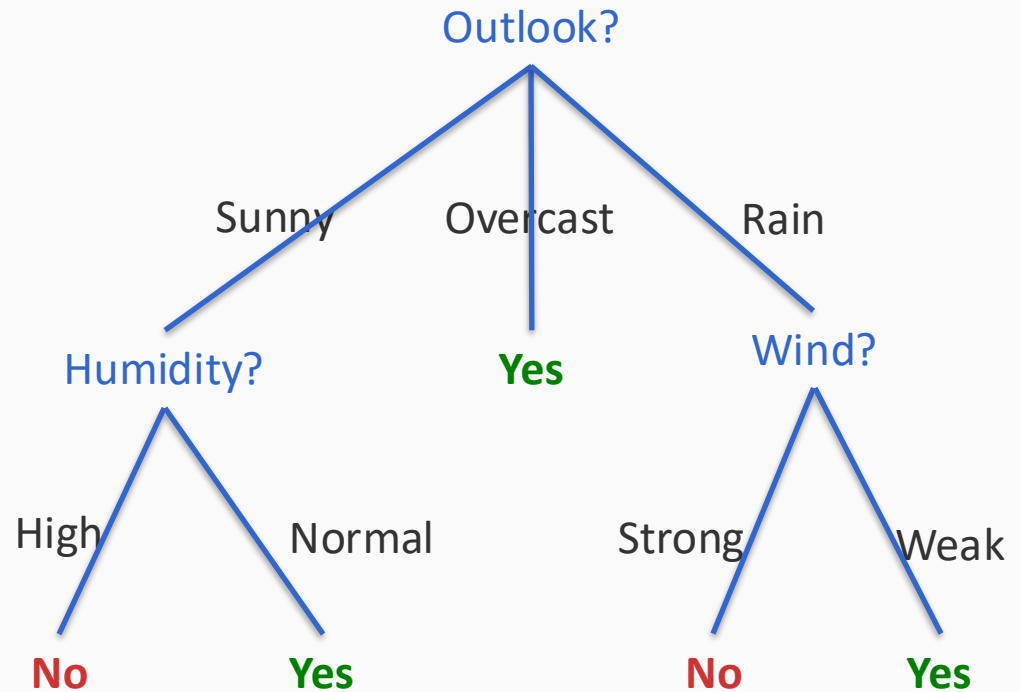 Outlook?
Sunny
Overcast
Rain
Humidity?
Yes
Wind?
High
Normal
Strong
Weak
No
Yes
No
Yes